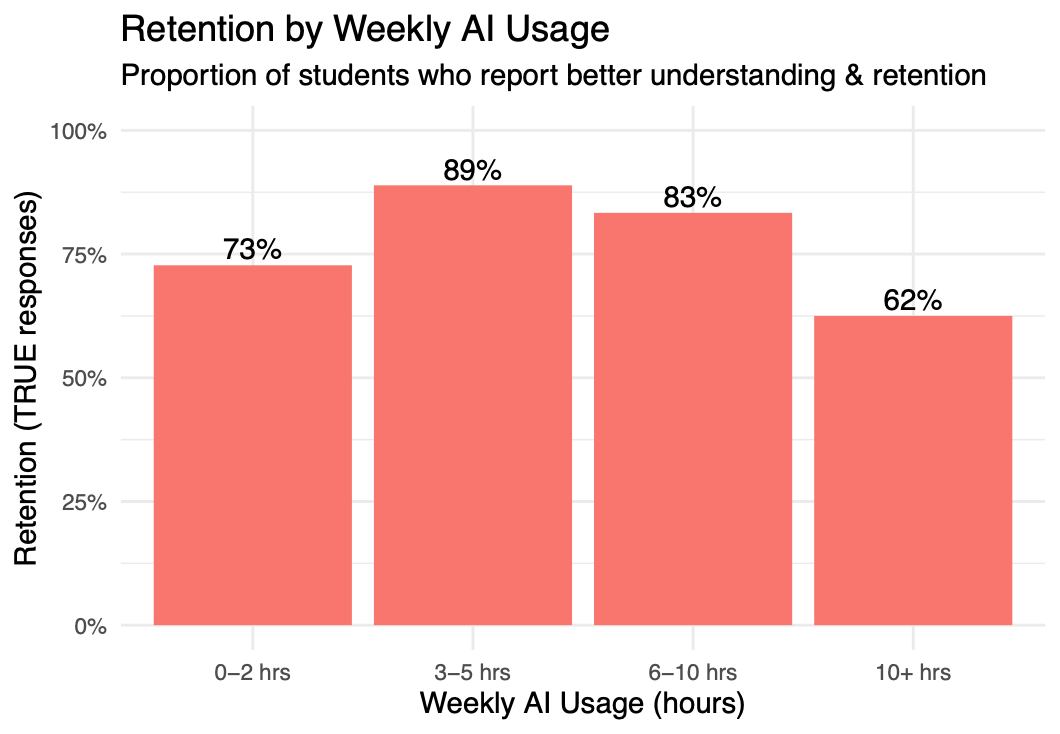 Retention by Weekly AI Usage
Proportion of students who report better understanding & retention
Retention (TRUE responses)
100%
75%
50%
25%
0%
73%
89%
83%
62%
0–2 hrs
3–5 hrs
6–10 hrs
10+ hrs
Weekly AI Usage (hours)